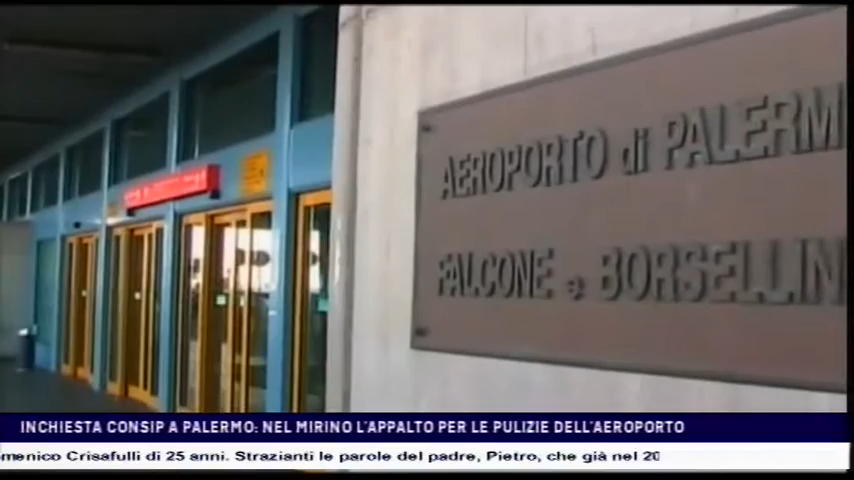 AEROPORTO di PALERM
FALCONE e BORSELLIN
INCHIESTA CONSIP A PALERMO: NEL MIRINO L'APPALTO PER LE PULIZIE DELL'AEROPORTO
menico Crisafulli di 25 anni. Strazianti le parole del padre, Pietro, che già nel 20